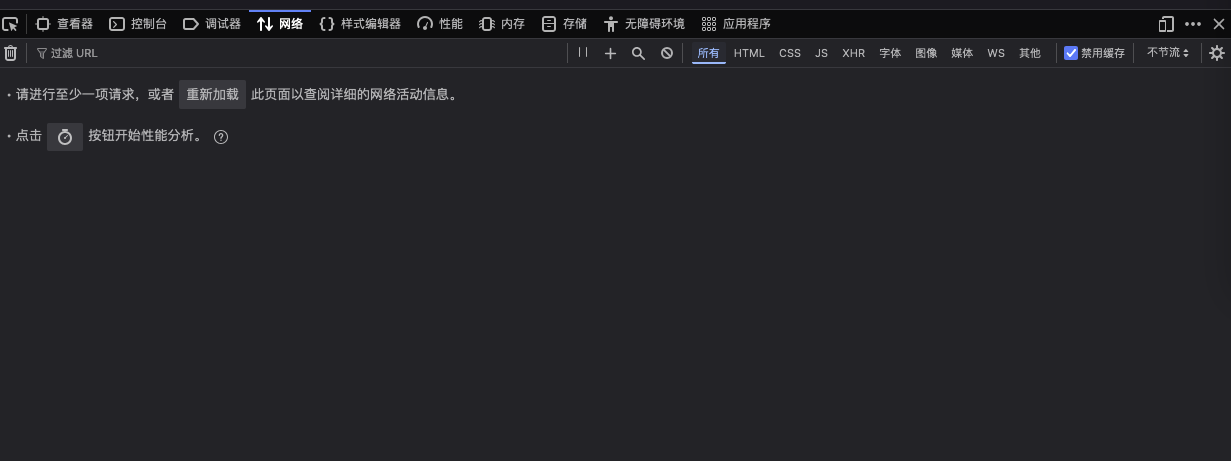 查看器 控制台 调试器 网络 样式编辑器 性能 内存 存储 无障碍环境 应用程序
过滤 URL 所有 HTML CSS JS XHR 字体 图像 媒体 WS 其他 禁用缓存 不节流
• 请进行至少一项请求，或者 重新加载 此页面以查阅详细的网络活动信息。
• 点击 按钮开始性能分析。 ?